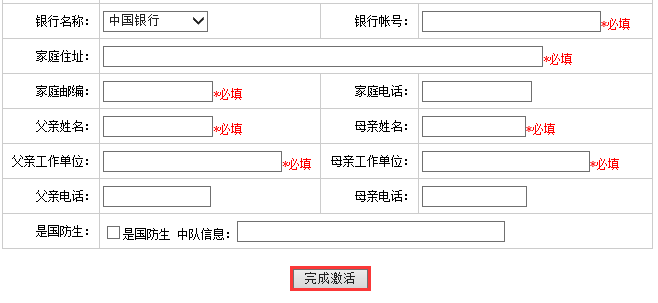 银行名称： 中国银行 银行帐号： *必填
家庭住址： *必填
家庭邮编： *必填 家庭电话：
父亲姓名： *必填 母亲姓名： *必填
父亲工作单位： *必填 母亲工作单位： *必填
父亲电话： 母亲电话：
是国防生： 是国防生 中队信息：
完成激活